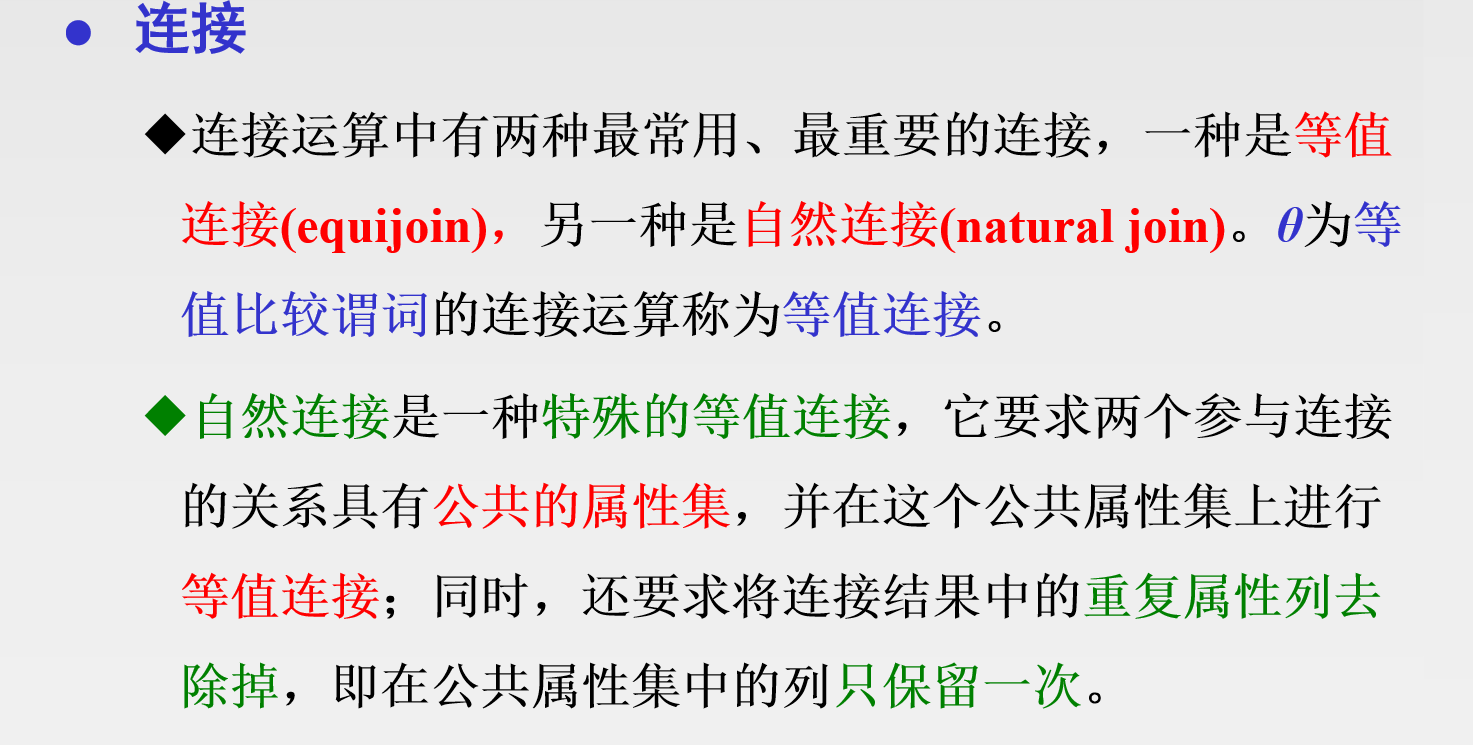 ● 连接
◆连接运算中有两种最常用、最重要的连接，一种是等值
连接(equijoin)，另一种是自然连接(natural join)。θ为等
值比较谓词的连接运算称为等值连接。
◆自然连接是一种特殊的等值连接，它要求两个参与连接
的关系具有公共的属性集，并在这个公共属性集上进行
等值连接；同时，还要求将连接结果中的重复属性列去
除掉，即在公共属性集中的列只保留一次。